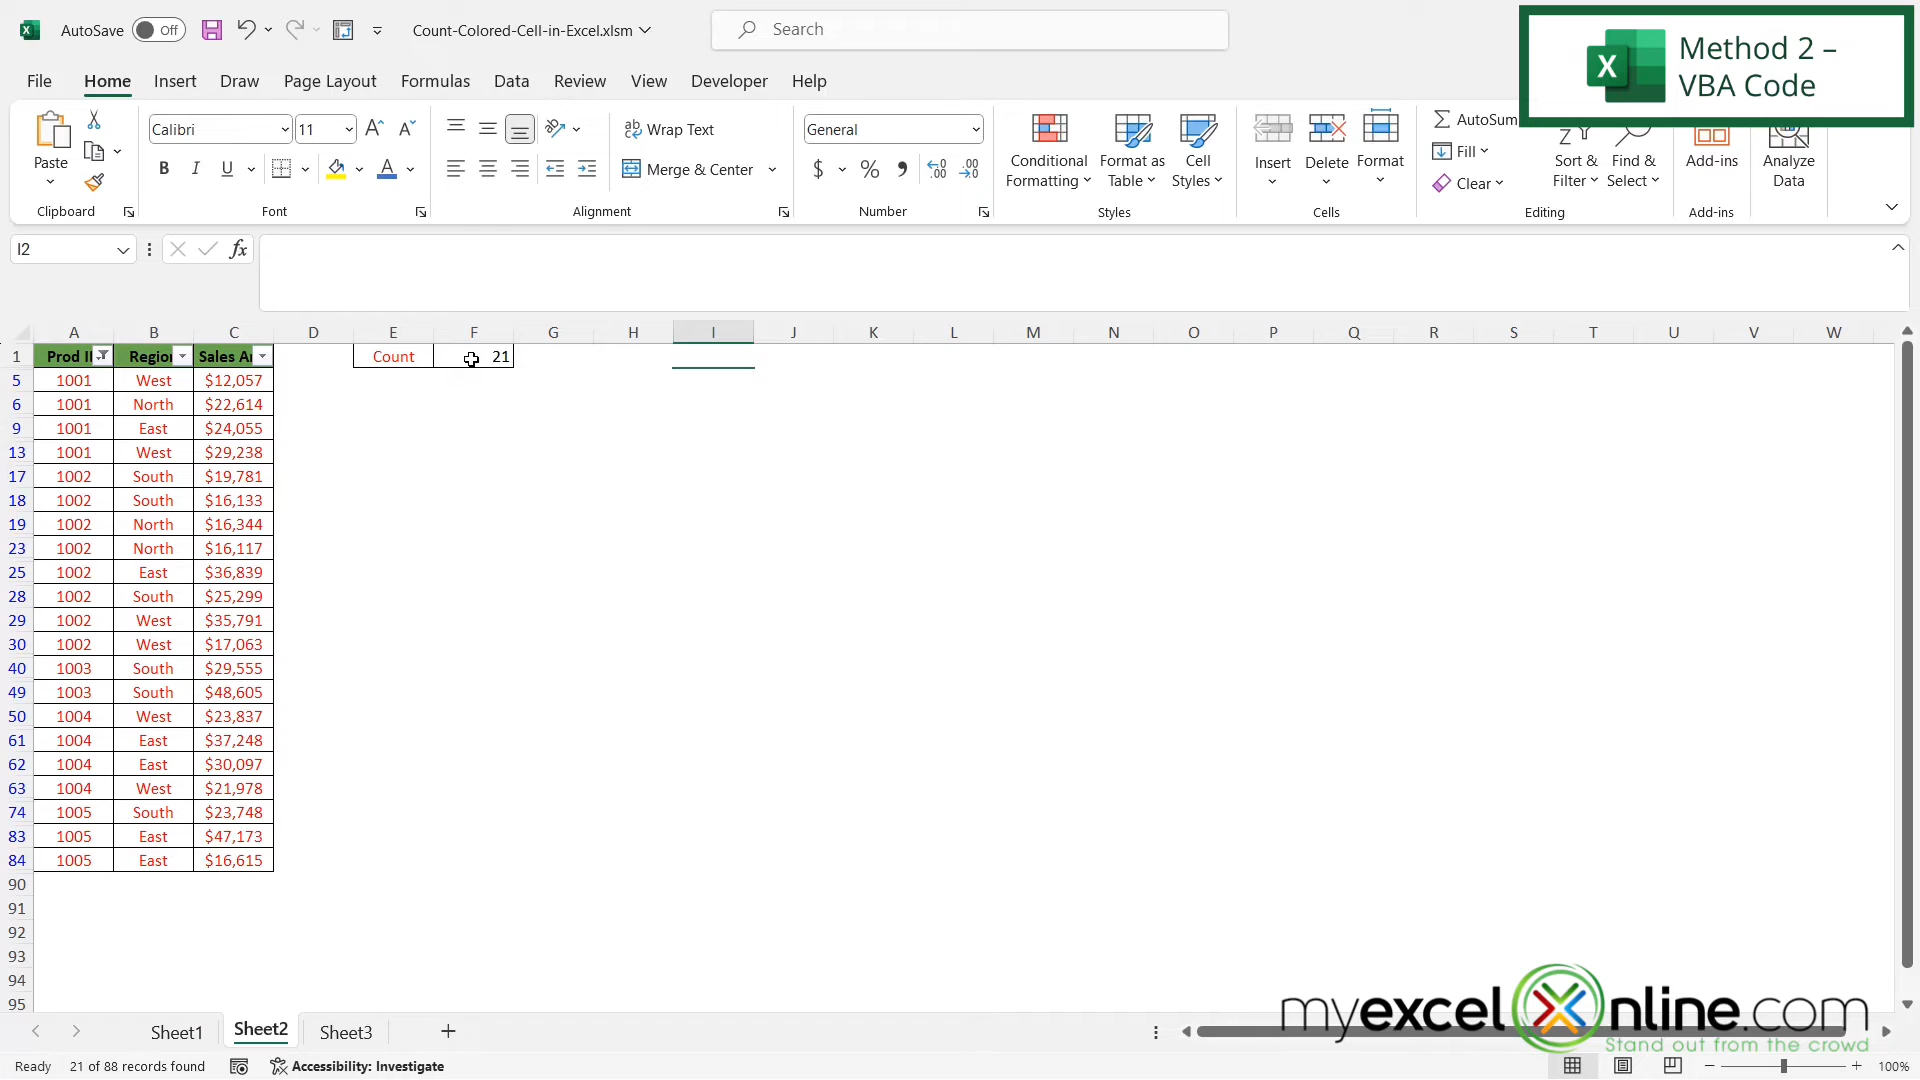 AutoSave Off Count-Colored-Cell-in-Excel.xlsm Search
Method 2 –
VBA Code
File Home Insert Draw Page Layout Formulas Data Review View Developer Help
Paste
Clipboard
Calibri 11
B I U
Font
Wrap Text
Merge & Center
Alignment
General
$ % 9 .00 .00
Number
Conditional
Formatting
Format as
Table
Cell
Styles
Styles
Insert Delete Format
Cells
AutoSum
Fill
Clear
Sort &
Filter
Find &
Select
Editing
Add-ins
Add-ins
Analyze
Data
I2 fx
A B C D E F G H I J K L M N O P Q R S T U V W
1 Prod I Region Sales A Count 21
5 1001 West $12,057
6 1001 North $22,614
9 1001 East $24,055
13 1001 West $29,238
17 1002 South $19,781
18 1002 South $16,133
19 1002 North $16,344
23 1002 North $16,117
25 1002 East $36,839
28 1002 South $25,299
29 1002 West $35,791
30 1002 West $17,063
40 1003 South $29,555
49 1003 South $48,605
50 1004 West $23,837
61 1004 East $37,248
62 1004 East $30,097
63 1004 West $21,978
74 1005 South $23,748
83 1005 East $47,173
84 1005 East $16,615
90
91
92
93
94
95
myexcelonline.com
Stand out from the crowd
Sheet1 Sheet2 Sheet3
Ready 21 of 88 records found Accessibility: Investigate 100%